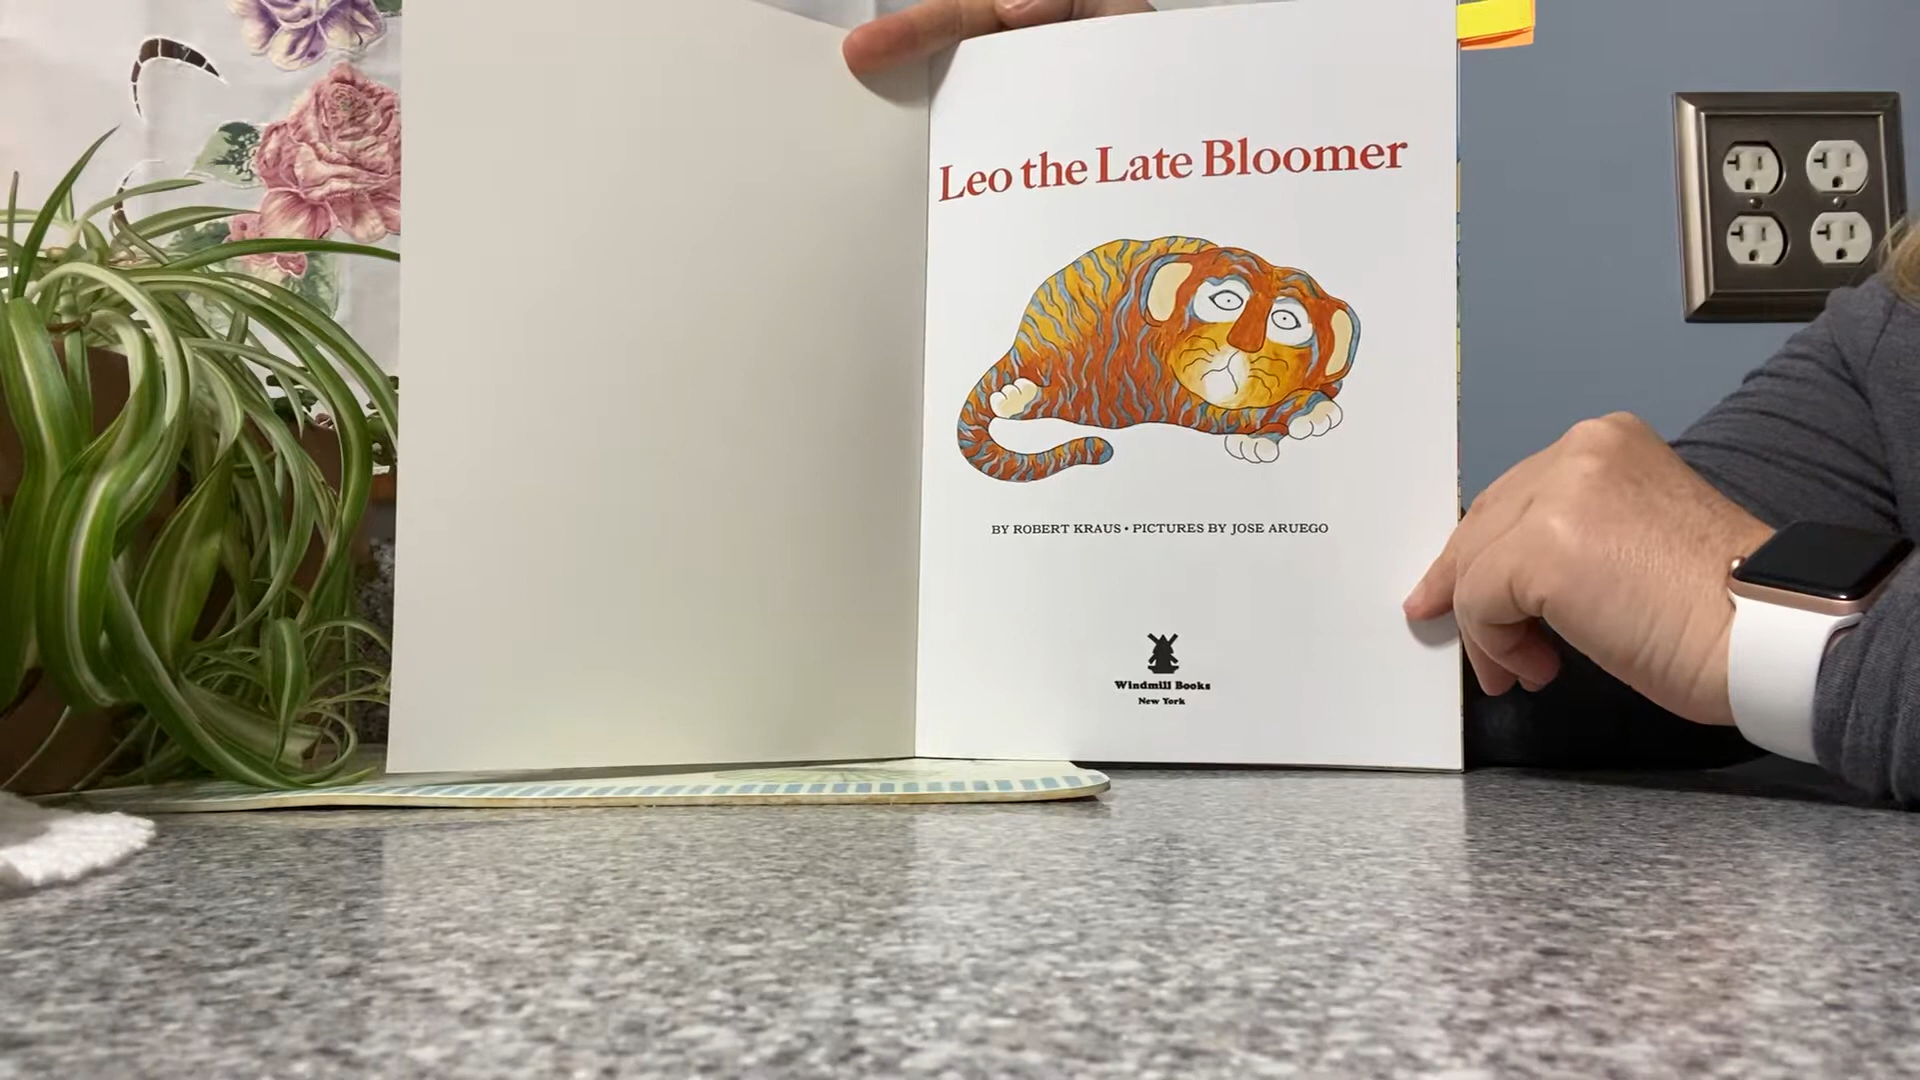 Leo the Late Bloomer
BY ROBERT KRAUS • PICTURES BY JOSE ARUEGO
Windmill Books
New York